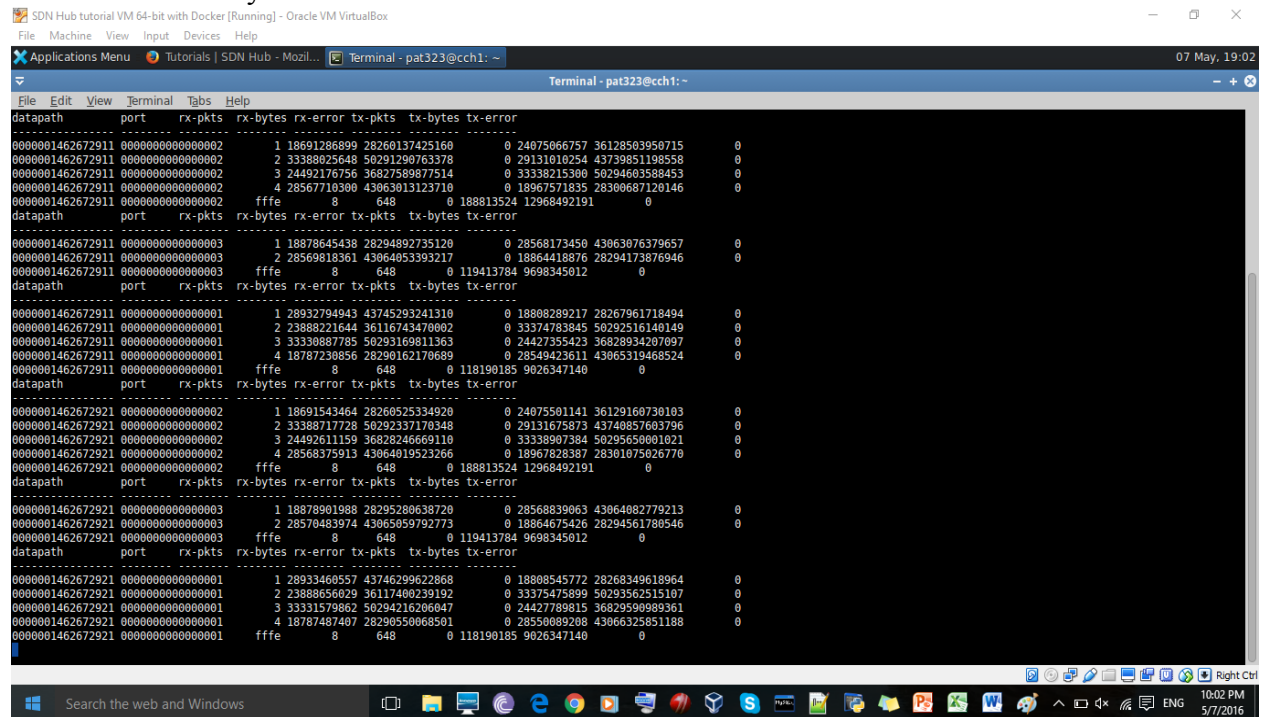 SDN Hub tutorial VM 64-bit with Docker [Running] - Oracle VM VirtualBox
File Machine View Input Devices Help
Applications Menu Tutorials | SDN Hub - Mozil... Terminal - pat323@cch1: ~ 07 May, 19:02
Terminal - pat323@cch1: ~
File Edit View Terminal Tabs Help
datapath port rx-pkts rx-bytes rx-error tx-pkts tx-bytes tx-error
---------------- -------- -------- -------- -------- -------- -------- --------
0000001462672911 0000000000000002 1 18691286899 28260137425160 0 24075066757 36128503950715 0
0000001462672911 0000000000000002 2 33388025648 50291290763378 0 29131010254 43739851198558 0
0000001462672911 0000000000000002 3 24492176756 36827589877514 0 33338215300 50294603588453 0
0000001462672911 0000000000000002 4 28567710300 43063013123710 0 18967571835 28300687120146 0
0000001462672911 0000000000000002 fffe 8 648 0 188813524 12968492191 0
datapath port rx-pkts rx-bytes rx-error tx-pkts tx-bytes tx-error
---------------- -------- -------- -------- -------- -------- -------- --------
0000001462672911 0000000000000003 1 18878645438 28294892735120 0 28568173450 43063076379657 0
0000001462672911 0000000000000003 2 28569818361 43064053393217 0 18864418876 28294173876946 0
0000001462672911 0000000000000003 fffe 8 648 0 119413784 9698345012 0
datapath port rx-pkts rx-bytes rx-error tx-pkts tx-bytes tx-error
---------------- -------- -------- -------- -------- -------- -------- --------
0000001462672911 0000000000000001 1 28932794943 43745293241310 0 18808289217 28267961718494 0
0000001462672911 0000000000000001 2 23888221644 36116743470002 0 33374783845 50292516140149 0
0000001462672911 0000000000000001 3 33330887785 50293169811363 0 24427355423 36828934207097 0
0000001462672911 0000000000000001 4 18787230856 28290162170689 0 28549423611 43065319468524 0
0000001462672911 0000000000000001 fffe 8 648 0 118190185 9026347140 0
datapath port rx-pkts rx-bytes rx-error tx-pkts tx-bytes tx-error
---------------- -------- -------- -------- -------- -------- -------- --------
0000001462672921 0000000000000002 1 18691543464 28260525334920 0 24075501141 36129160730103 0
0000001462672921 0000000000000002 2 33388717728 50292337170348 0 29131675873 43740857603796 0
0000001462672921 0000000000000002 3 24492611159 36828246669110 0 33338907384 50295650001021 0
0000001462672921 0000000000000002 4 28568375913 43064019523266 0 18967828387 28301075026770 0
0000001462672921 0000000000000002 fffe 8 648 0 188813524 12968492191 0
datapath port rx-pkts rx-bytes rx-error tx-pkts tx-bytes tx-error
---------------- -------- -------- -------- -------- -------- -------- --------
0000001462672921 0000000000000003 1 18878901988 28295280638720 0 28568839063 43064082779213 0
0000001462672921 0000000000000003 2 28570483974 43065059792773 0 18864675426 28294561780546 0
0000001462672921 0000000000000003 fffe 8 648 0 119413784 9698345012 0
datapath port rx-pkts rx-bytes rx-error tx-pkts tx-bytes tx-error
---------------- -------- -------- -------- -------- -------- -------- --------
0000001462672921 0000000000000001 1 28933460557 43746299622868 0 18808545772 28268349618964 0
0000001462672921 0000000000000001 2 23888656029 36117400239192 0 33375475899 50293562515107 0
0000001462672921 0000000000000001 3 33331579862 50294216206047 0 24427789815 36829590989361 0
0000001462672921 0000000000000001 4 18787487407 28290550068501 0 28550089208 43066325851188 0
0000001462672921 0000000000000001 fffe 8 648 0 118190185 9026347140 0
Right Ctrl
Search the web and Windows ENG 10:02 PM
5/7/2016